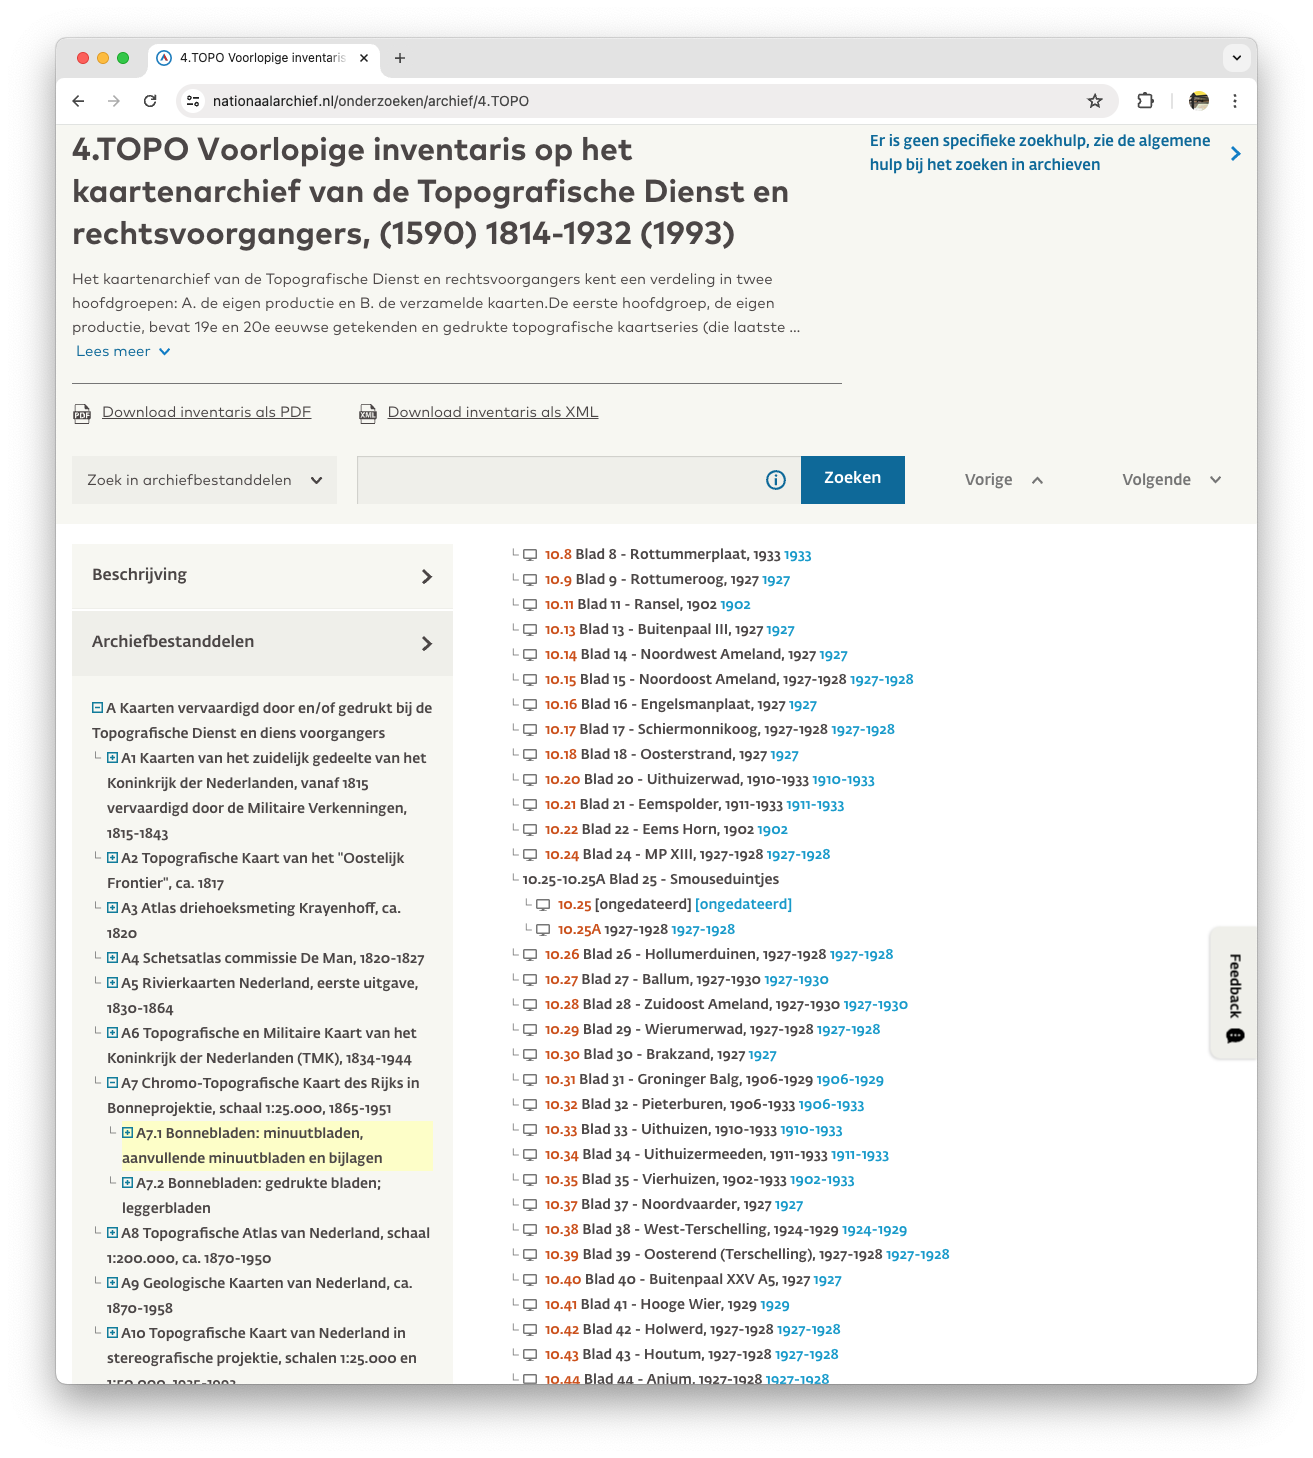 4.TOPO Voorlopige inventaris
nationaalarchief.nl/onderzoeken/archief/4.TOPO
4.TOPO Voorlopige inventaris op het
kaartenarchief van de Topografische Dienst en
rechtsvoorgangers, (1590) 1814-1932 (1993)
Er is geen specifieke zoekhulp, zie de algemene
hulp bij het zoeken in archieven
Het kaartenarchief van de Topografische Dienst en rechtsvoorgangers kent een verdeling in twee
hoofdgroepen: A. de eigen productie en B. de verzamelde kaarten.De eerste hoofdgroep, de eigen
productie, bevat 19e en 20e eeuwse getekenden en gedrukte topografische kaartseries (die laatste ...
Lees meer
PDF Download inventaris als PDF
XML Download inventaris als XML
Zoek in archiefbestanddelen
Zoeken
Vorige
Volgende
Beschrijving
Archiefbestanddelen
A Kaarten vervaardigd door en/of gedrukt bij de
Topografische Dienst en diens voorgangers
A1 Kaarten van het zuidelijk gedeelte van het
Koninkrijk der Nederlanden, vanaf 1815
vervaardigd door de Militaire Verkenningen,
1815-1843
A2 Topografische Kaart van het "Oostelijk
Frontier", ca. 1817
A3 Atlas driehoeksmeting Krayenhoff, ca.
1820
A4 Schetsatlas commissie De Man, 1820-1827
A5 Rivierkaarten Nederland, eerste uitgave,
1830-1864
A6 Topografische en Militaire Kaart van het
Koninkrijk der Nederlanden (TMK), 1834-1944
A7 Chromo-Topografische Kaart des Rijks in
Bonneprojektie, schaal 1:25.000, 1865-1951
A7.1 Bonnebladen: minuutbladen,
aanvullende minuutbladen en bijlagen
A7.2 Bonnebladen: gedrukte bladen;
leggerbladen
A8 Topografische Atlas van Nederland, schaal
1:200.000, ca. 1870-1950
A9 Geologische Kaarten van Nederland, ca.
1870-1958
A10 Topografische Kaart van Nederland in
stereografische projektie, schalen 1:25.000 en
1:50.000, 1935-1993
10.8 Blad 8 - Rottummerplaat, 1933 1933
10.9 Blad 9 - Rottumeroog, 1927 1927
10.11 Blad 11 - Ransel, 1902 1902
10.13 Blad 13 - Buitenpaal III, 1927 1927
10.14 Blad 14 - Noordwest Ameland, 1927 1927
10.15 Blad 15 - Noordoost Ameland, 1927-1928 1927-1928
10.16 Blad 16 - Engelsmanplaat, 1927 1927
10.17 Blad 17 - Schiermonnikoog, 1927-1928 1927-1928
10.18 Blad 18 - Oosterstrand, 1927 1927
10.20 Blad 20 - Uithuizerwad, 1910-1933 1910-1933
10.21 Blad 21 - Eemspolder, 1911-1933 1911-1933
10.22 Blad 22 - Eems Horn, 1902 1902
10.24 Blad 24 - MP XIII, 1927-1928 1927-1928
10.25-10.25A Blad 25 - Smouseduintjes
10.25 [ongedateerd] [ongedateerd]
10.25A 1927-1928 1927-1928
10.26 Blad 26 - Hollumerduinen, 1927-1928 1927-1928
10.27 Blad 27 - Ballum, 1927-1930 1927-1930
10.28 Blad 28 - Zuidoost Ameland, 1927-1930 1927-1930
10.29 Blad 29 - Wierumerwad, 1927-1928 1927-1928
10.30 Blad 30 - Brakzand, 1927 1927
10.31 Blad 31 - Groninger Balg, 1906-1929 1906-1929
10.32 Blad 32 - Pieterburen, 1906-1933 1906-1933
10.33 Blad 33 - Uithuizen, 1910-1933 1910-1933
10.34 Blad 34 - Uithuizermeeden, 1911-1933 1911-1933
10.35 Blad 35 - Vierhuizen, 1902-1933 1902-1933
10.37 Blad 37 - Noordvaarder, 1927 1927
10.38 Blad 38 - West-Terschelling, 1924-1929 1924-1929
10.39 Blad 39 - Oosterend (Terschelling), 1927-1928 1927-1928
10.40 Blad 40 - Buitenpaal XXV A5, 1927 1927
10.41 Blad 41 - Hooge Wier, 1929 1929
10.42 Blad 42 - Holwerd, 1927-1928 1927-1928
10.43 Blad 43 - Houtum, 1927-1928 1927-1928
10.44 Blad 44 - Anjum, 1927-1928 1927-1928
Feedback